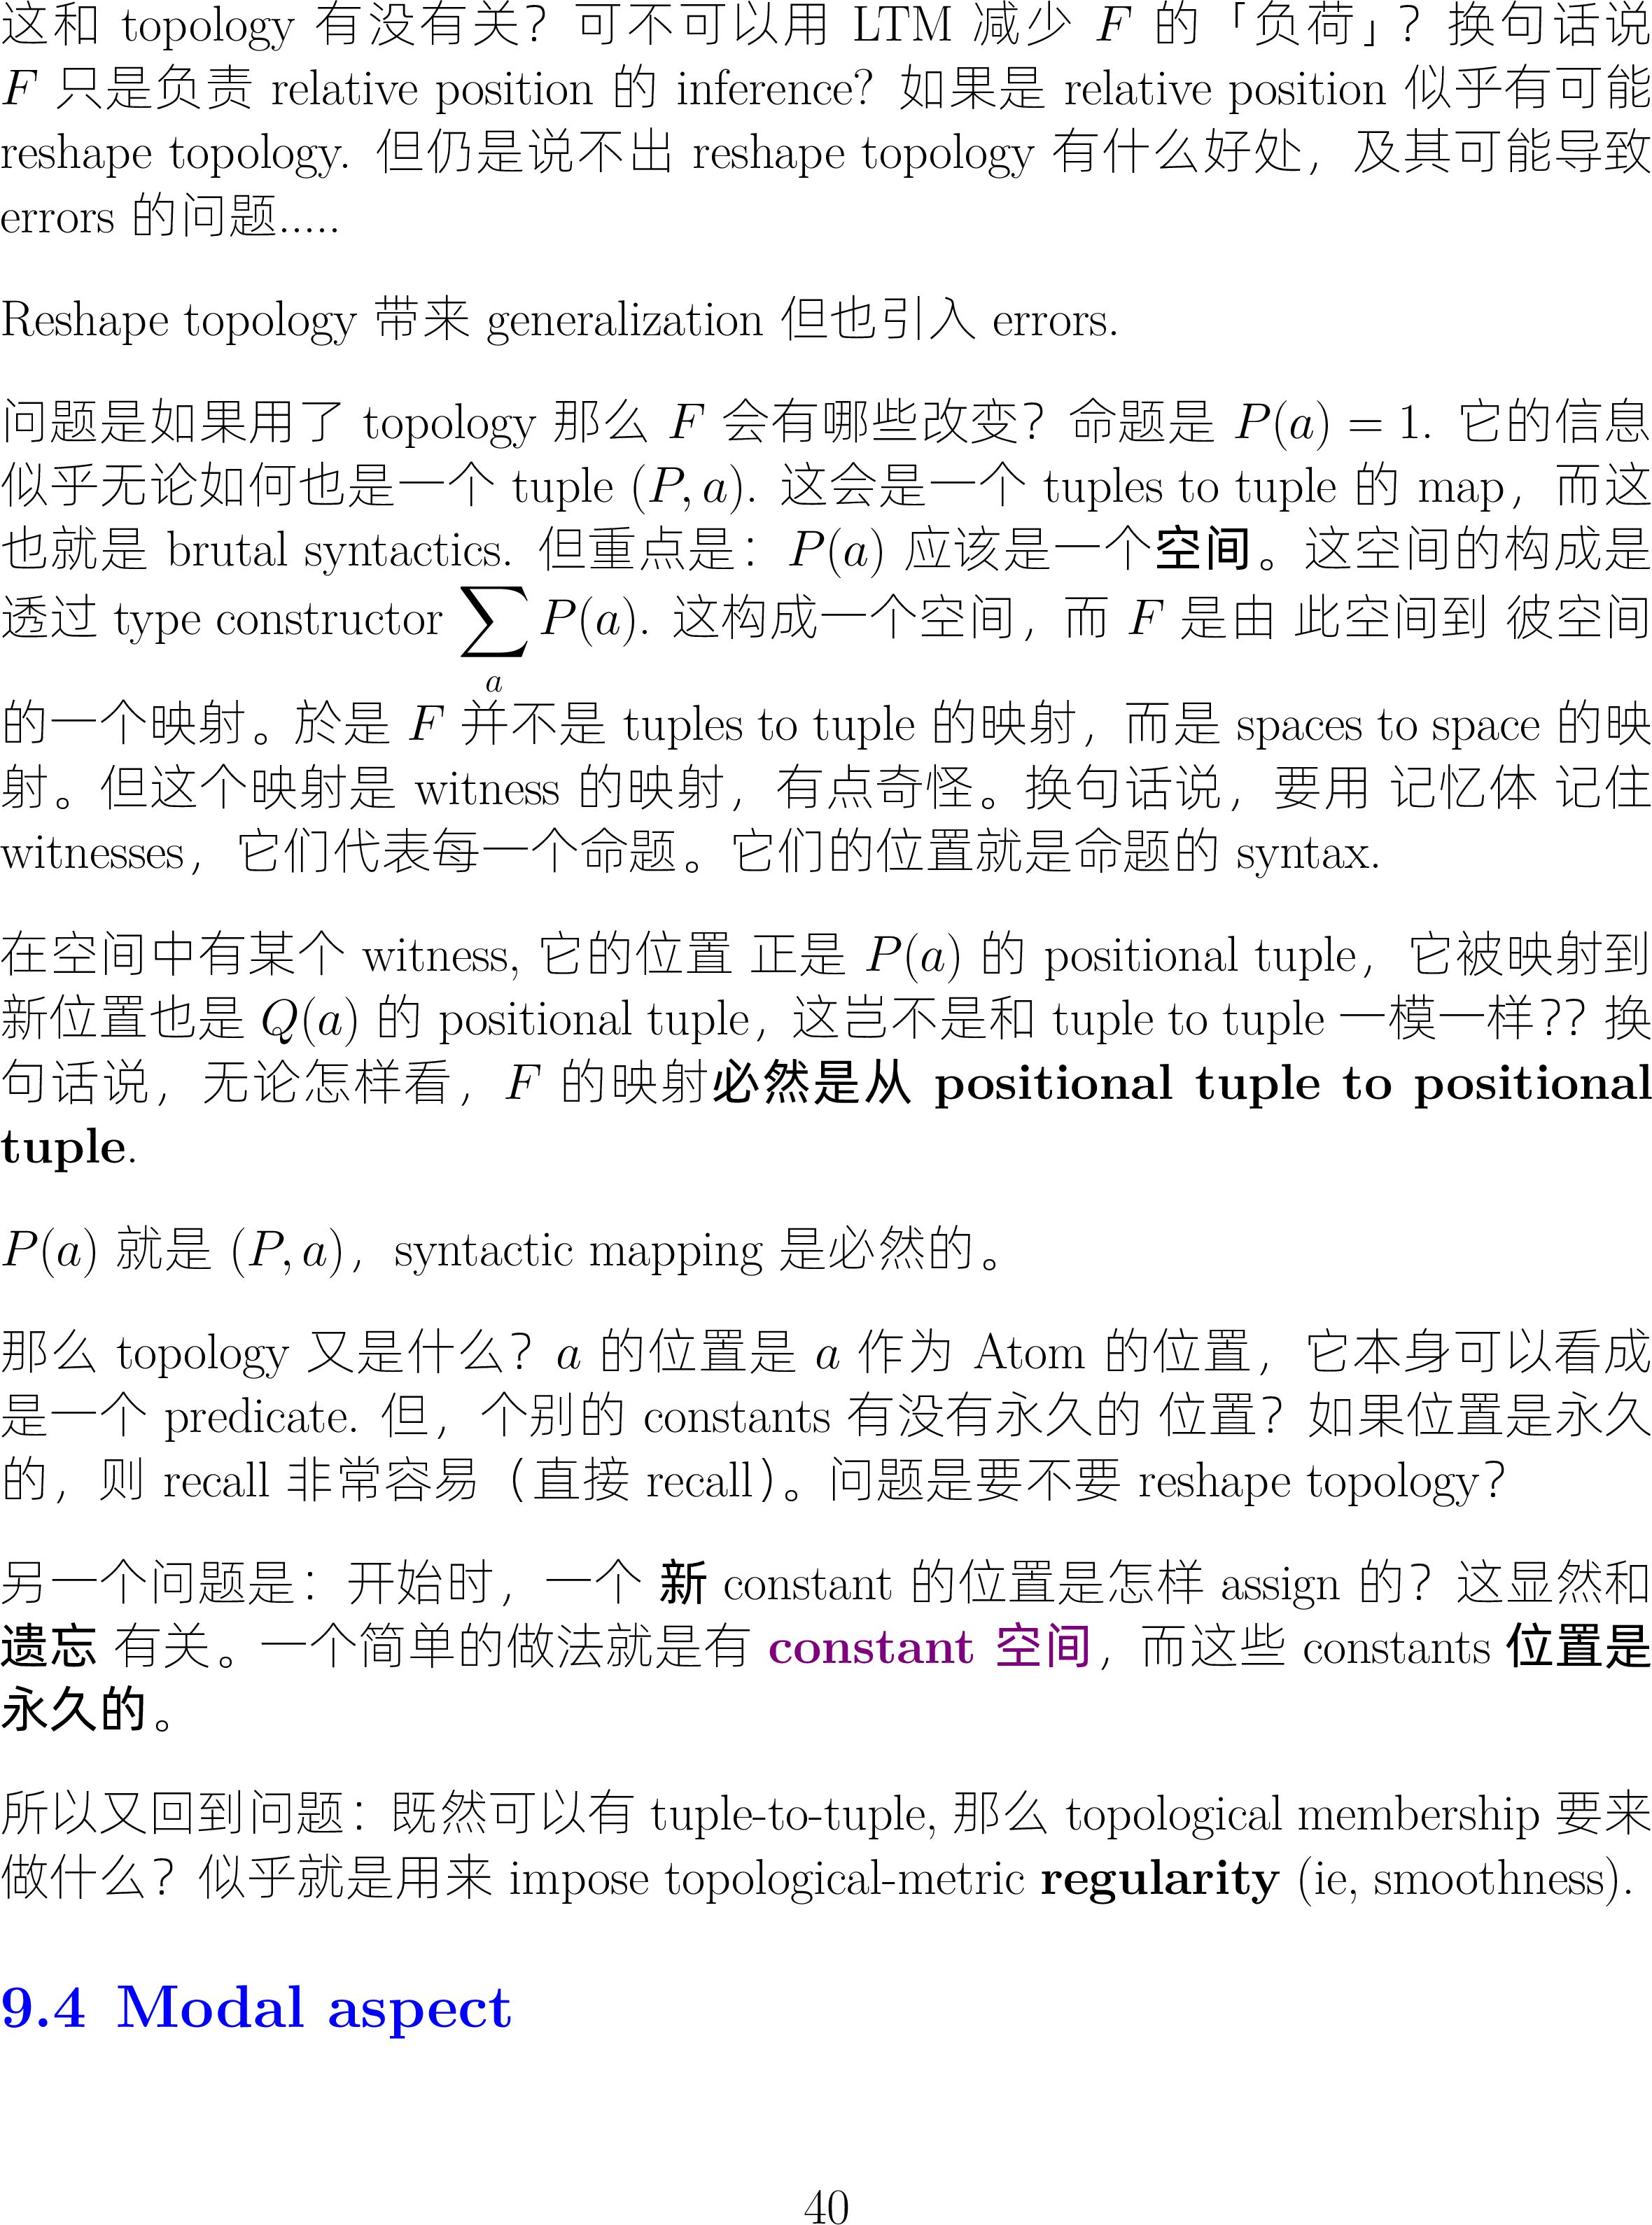 这和 topology 有没有关？可不可以用 LTM 减少 F 的「负荷」？换句话说
F 只是负责 relative position 的 inference? 如果是 relative position 似乎有可能
reshape topology. 但仍是说不出 reshape topology 有什么好处，及其可能导致
errors 的问题.....
Reshape topology 带来 generalization 但也引入 errors.
问题是如果用了 topology 那么 F 会有哪些改变？命题是 P(a) = 1. 它的信息
似乎无论如何也是一个 tuple (P, a). 这会是一个 tuples to tuple 的 map，而这
也就是 brutal syntactics. 但重点是：P(a) 应该是一个空间。这空间的构成是
透过 type constructor ∑_a P(a). 这构成一个空间，而 F 是由 此空间到 彼空间
的一个映射。於是 F 并不是 tuples to tuple 的映射，而是 spaces to space 的映
射。但这个映射是 witness 的映射，有点奇怪。换句话说，要用 记忆体 记住
witnesses，它们代表每一个命题。它们的位置就是命题的 syntax.
在空间中有某个 witness, 它的位置 正是 P(a) 的 positional tuple，它被映射到
新位置也是 Q(a) 的 positional tuple，这岂不是和 tuple to tuple 一模一样？？换
句话说，无论怎样看，F 的映射必然是从 positional tuple to positional
tuple.
P(a) 就是 (P, a)，syntactic mapping 是必然的。
那么 topology 又是什么？a 的位置是 a 作为 Atom 的位置，它本身可以看成
是一个 predicate. 但，个别的 constants 有没有永久的 位置？如果位置是永久
的，则 recall 非常容易（直接 recall）。问题是要不要 reshape topology？
另一个问题是：开始时，一个 新 constant 的位置是怎样 assign 的？这显然和
遗忘 有关。一个简单的做法就是有 constant 空间，而这些 constants 位置是
永久的。
所以又回到问题：既然可以有 tuple-to-tuple, 那么 topological membership 要来
做什么？似乎就是用来 impose topological-metric regularity (ie, smoothness).
9.4 Modal aspect
40